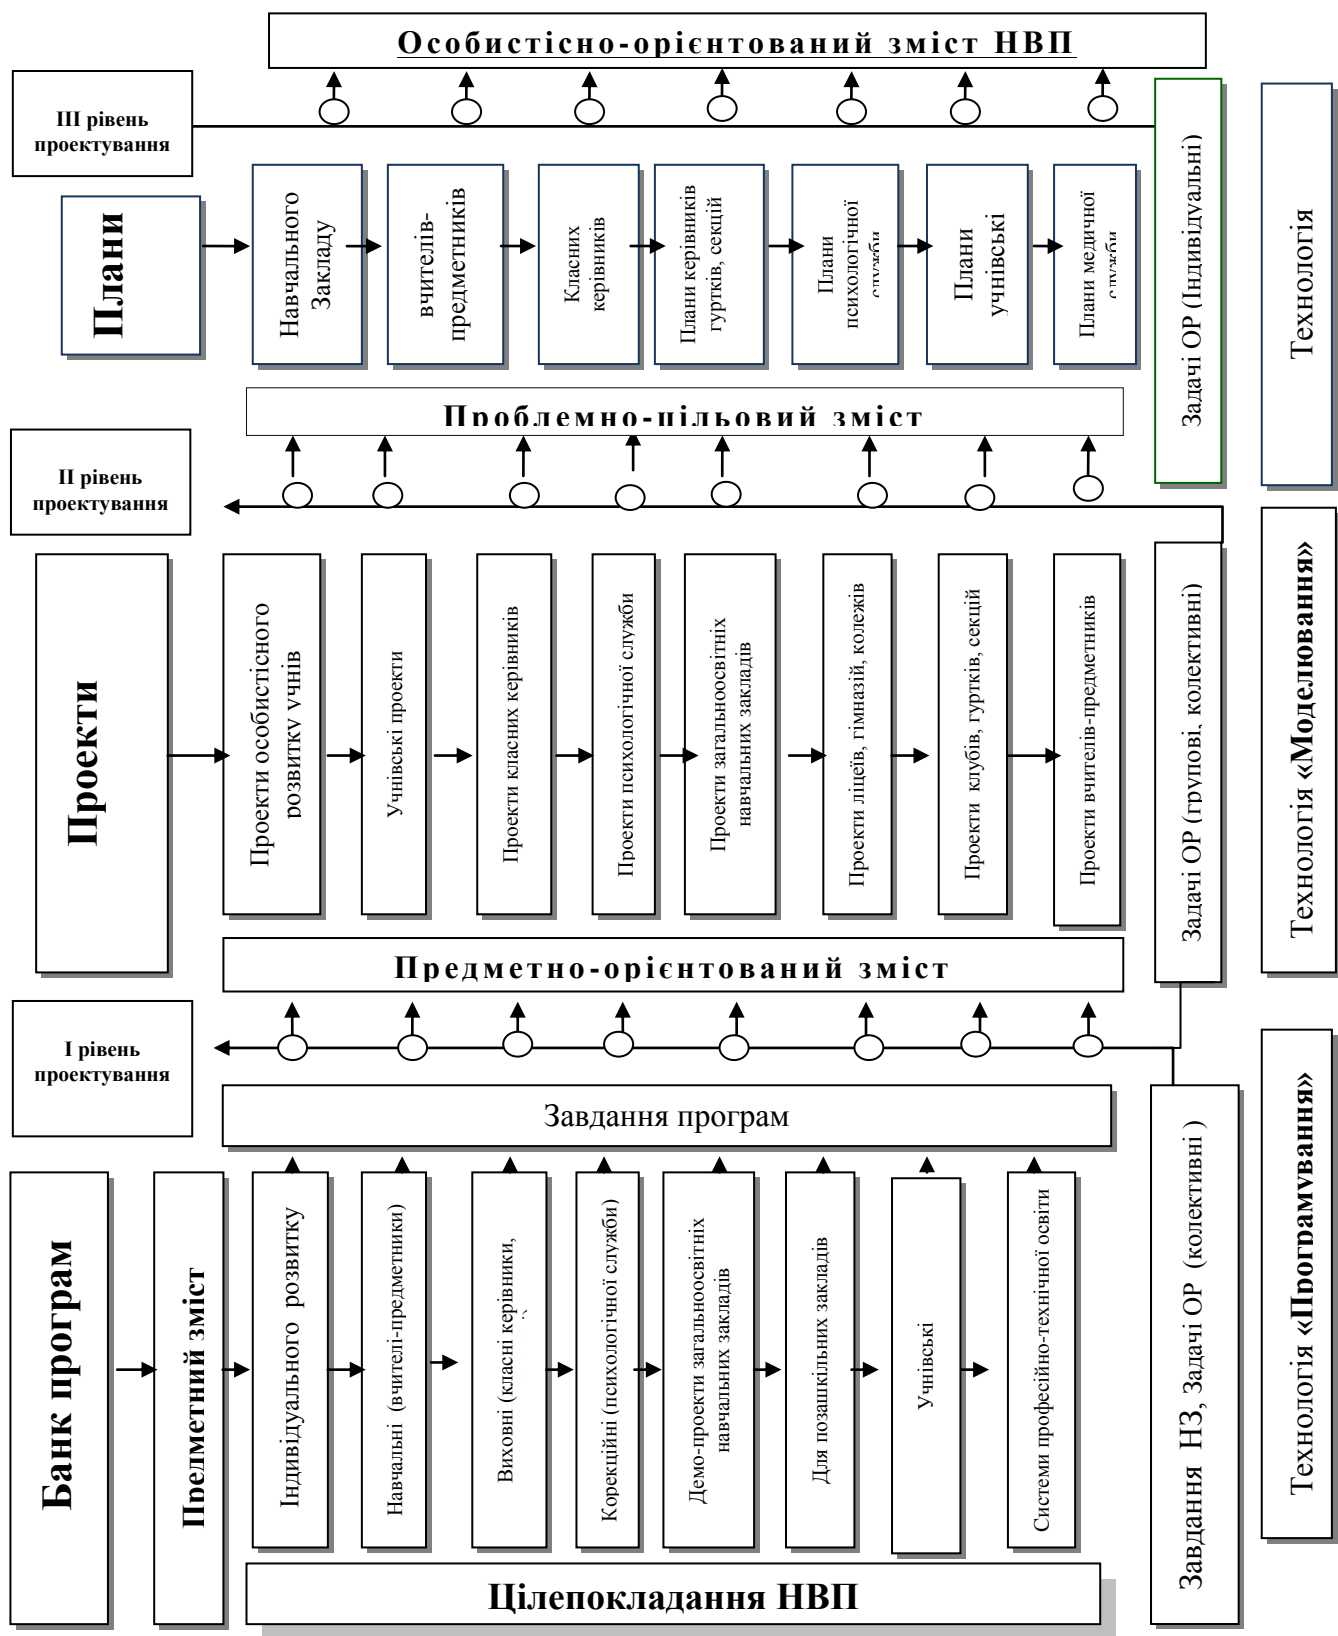 Особистісно-орієнтований зміст НВП
ІІІ рівень
проектування
Плани
Навчального
Закладу
вчителів-
предметників
Класних
керівників
Плани керівників
гуртків, секцій
Плани
психологічної
служби
Плани
учнівські
Плани медичної
служби
Задачі ОР (Індивідуальні)
Технологія
Проблемно-цільовий зміст
ІІ рівень
проектування
Проекти
Проекти особистісного
розвитку учнів
Учнівські проекти
Проекти класних керівників
Проекти психологічної служби
Проекти загальноосвітніх
навчальних закладів
Проекти ліцеїв, гімназій, колежів
Проекти клубів, гуртків, секцій
Проекти вчителів-предметників
Задачі ОР (групові, колективні)
Технологія «Моделювання»
Предметно-орієнтований зміст
І рівень
проектування
Завдання програм
Банк програм
Предметний зміст
Індивідуального розвитку
Навчальні (вчителі-предметники)
Виховні (класні керівники,
Корекційні (психологічної служби)
Демо-проекти загальноосвітніх
навчальних закладів
Для позашкільних закладів
Учнівські
Системи професійно-технічної освіти
Завдання НЗ, Задачі ОР (колективні )
Технологія «Програмування»
Цілепокладання НВП